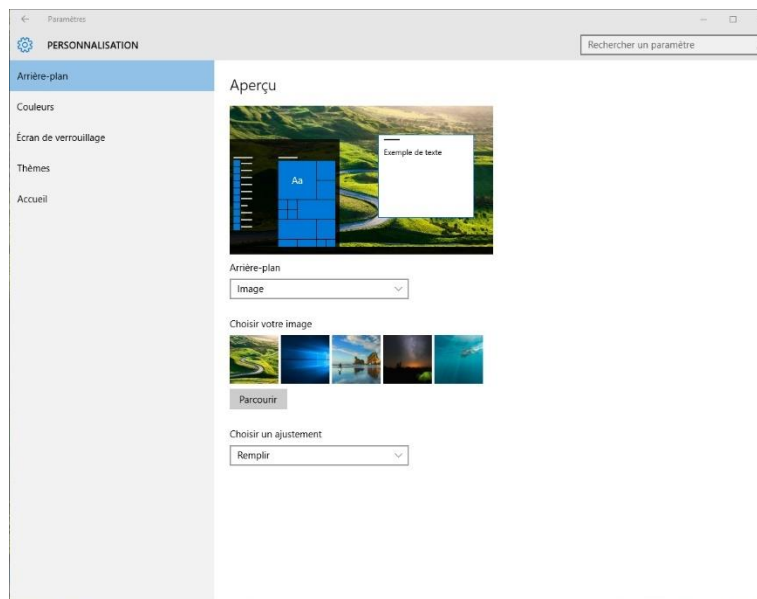 Paramètres
PERSONNALISATION
Rechercher un paramètre
Arrière-plan
Couleurs
Écran de verrouillage
Thèmes
Accueil
Aperçu
Exemple de texte
Aa
Arrière-plan
Image
Choisir votre image
Parcourir
Choisir un ajustement
Remplir